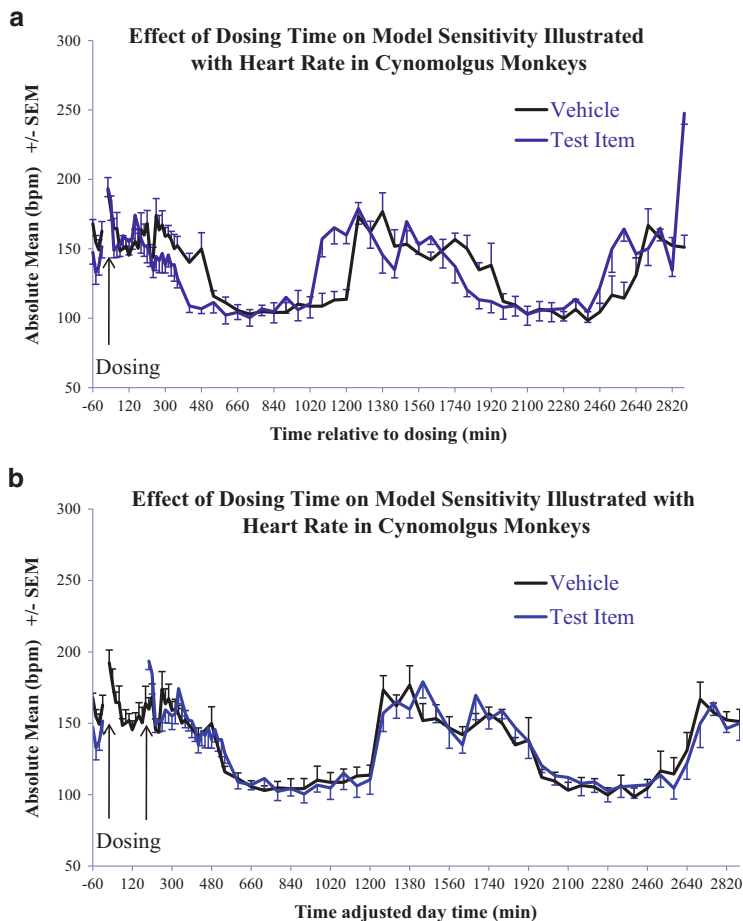 a
Effect of Dosing Time on Model Sensitivity Illustrated
with Heart Rate in Cynomolgus Monkeys
300
250
200
150
100
50
Absolute Mean (bpm) +/- SEM
Vehicle
Test Item
Dosing
-60 120 300 480 660 840 1020 1200 1380 1560 1740 1920 2100 2280 2460 2640 2820
Time relative to dosing (min)
b
Effect of Dosing Time on Model Sensitivity Illustrated with
Heart Rate in Cynomolgus Monkeys
300
250
200
150
100
50
Absolute Mean (bpm) +/- SEM
Vehicle
Test Item
Dosing
-60 120 300 480 660 840 1020 1200 1380 1560 1740 1920 2100 2280 2460 2640 2820
Time adjusted day time (min)